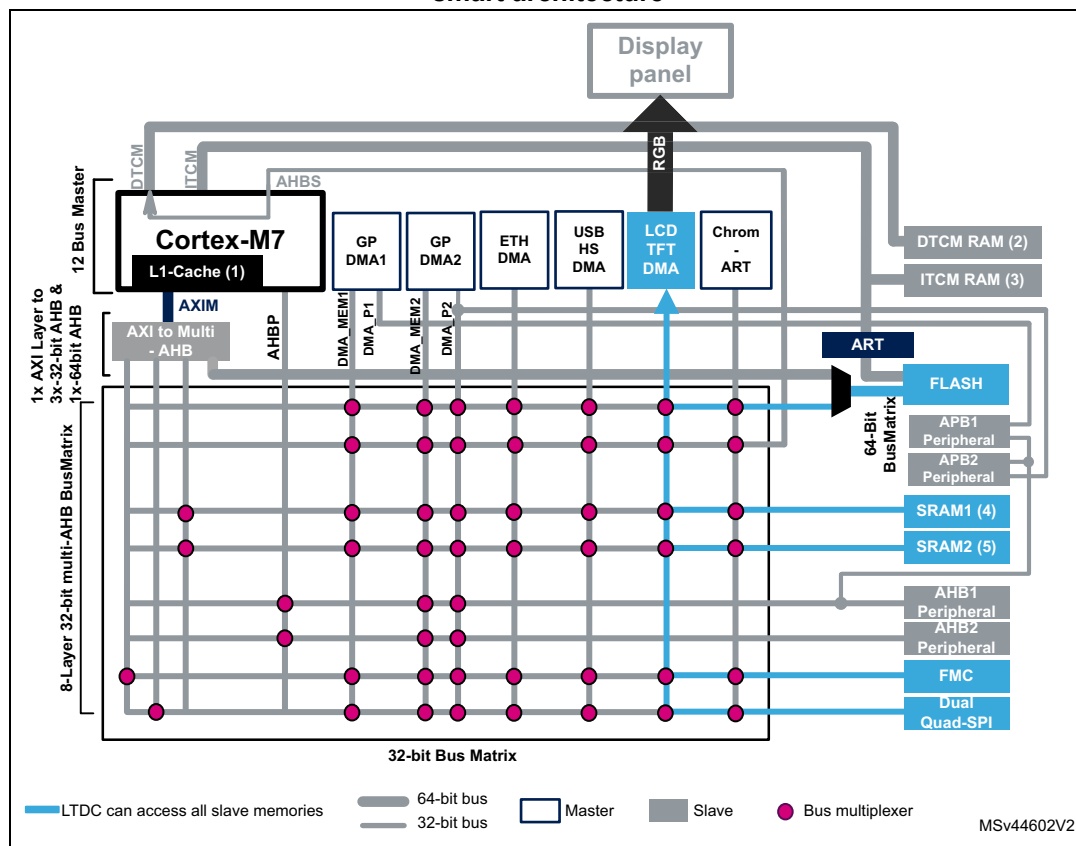 smart architecture
Display
panel
RGB
DTCM
ITCM
AHBS
12 Bus Master
Cortex-M7
L1-Cache (1)
GP
DMA1
GP
DMA2
ETH
DMA
USB
HS
DMA
LCD
TFT
DMA
Chrom
-
ART
DTCM RAM (2)
ITCM RAM (3)
AXIM
AXI to Multi
- AHB
AHBP
DMA_MEM1
DMA_P1
DMA_MEM2
DMA_P2
1x AXI Layer to
3x-32-bit AHB &
1x-64bit AHB
ART
FLASH
64-Bit
BusMatrix
APB1
Peripheral
APB2
Peripheral
8-Layer 32-bit multi-AHB BusMatrix
SRAM1 (4)
SRAM2 (5)
AHB1
Peripheral
AHB2
Peripheral
FMC
Dual
Quad-SPI
32-bit Bus Matrix
LTDC can access all slave memories
64-bit bus
32-bit bus
Master
Slave
Bus multiplexer
MSv44602V2